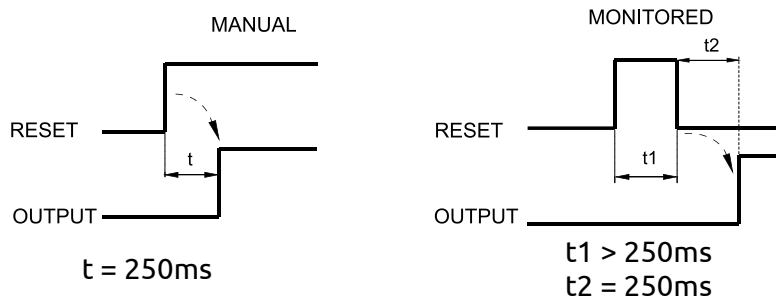 MANUAL
RESET
t
OUTPUT
t = 250ms
MONITORED
t2
RESET
t1
OUTPUT
t1 > 250ms
t2 = 250ms